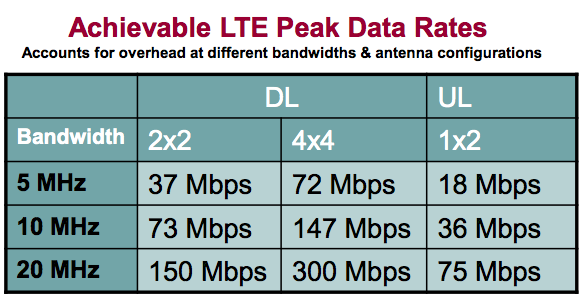 Achievable LTE Peak Data Rates
Accounts for overhead at different bandwidths & antenna configurations
DL UL
Bandwidth 2x2 4x4 1x2
5 MHz 37 Mbps 72 Mbps 18 Mbps
10 MHz 73 Mbps 147 Mbps 36 Mbps
20 MHz 150 Mbps 300 Mbps 75 Mbps